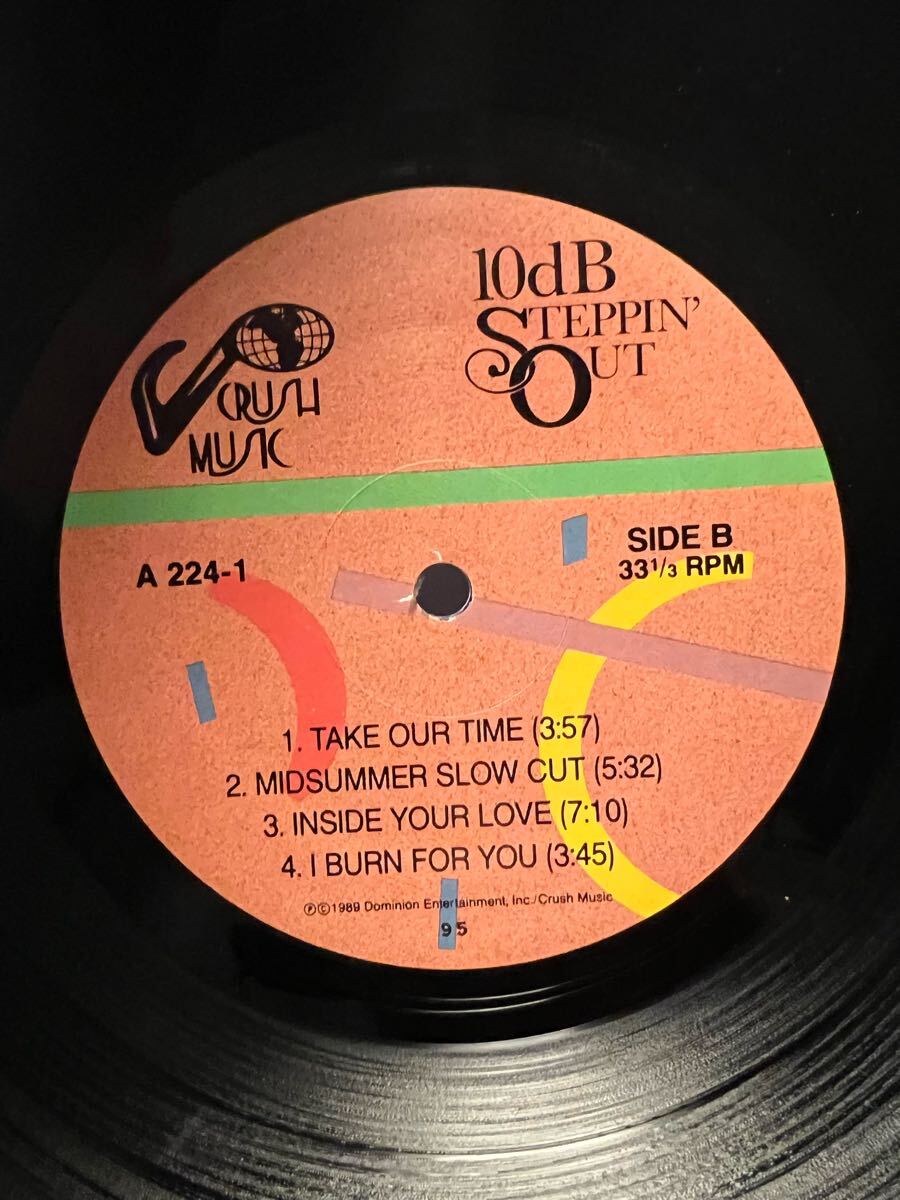 10dB
STEPPIN'
OUT
CRUSH
MUSIC
A 224-1
SIDE B
33 1/3 RPM
1. TAKE OUR TIME (3:57)
2. MIDSUMMER SLOW CUT (5:32)
3. INSIDE YOUR LOVE (7:10)
4. I BURN FOR YOU (3:45)
ⓅⒸ1989 Dominion Entertainment, Inc./Crush Music
95